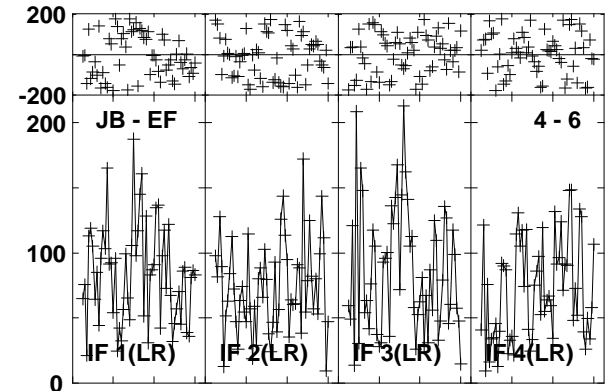 200
-200
200
JB - EF
4 - 6
100
IF 1(LR)
IF 2(LR)
IF 3(LR)
IF 4(LR)
0